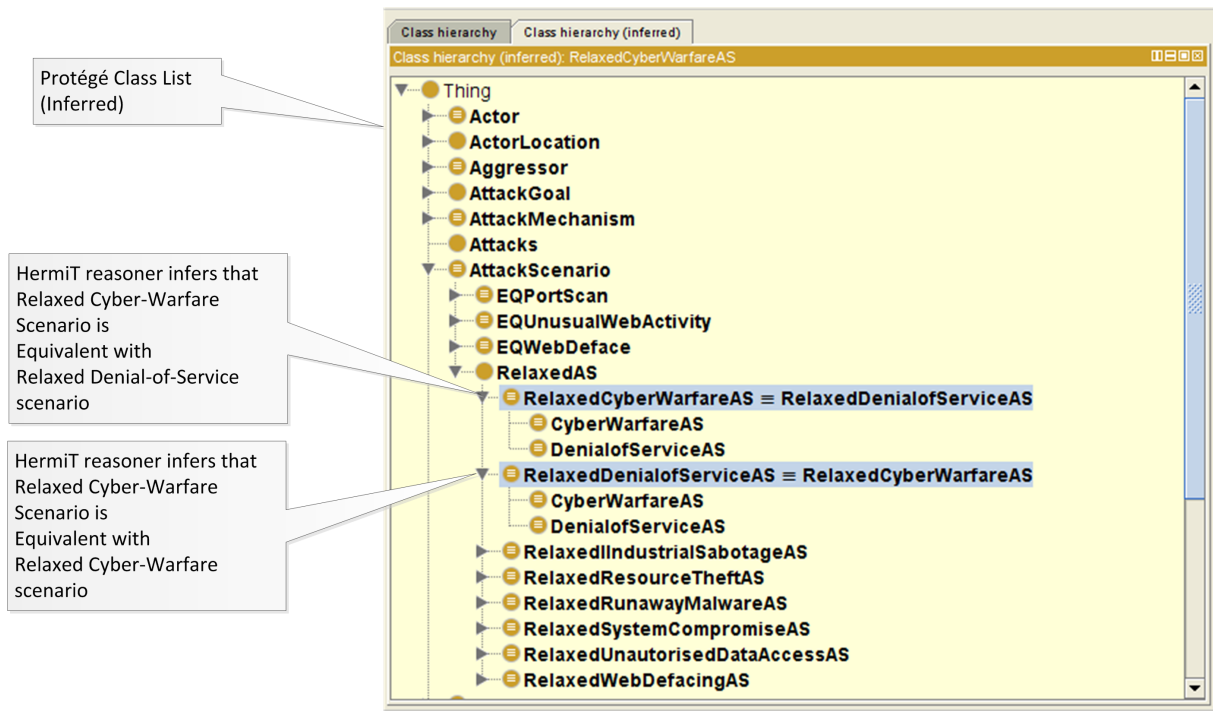 Protégé Class List
(Inferred)
HermiT reasoner infers that
Relaxed Cyber-Warfare
Scenario is
Equivalent with
Relaxed Denial-of-Service
scenario
HermiT reasoner infers that
Relaxed Cyber-Warfare
Scenario is
Equivalent with
Relaxed Cyber-Warfare
scenario
Class hierarchy
Class hierarchy (inferred)
Class hierarchy (inferred): RelaxedCyberWarfareAS
Thing
Actor
ActorLocation
Aggressor
AttackGoal
AttackMechanism
Attacks
AttackScenario
EQPortScan
EQUnusualWebActivity
EQWebDeface
RelaxedAS
RelaxedCyberWarfareAS ≡ RelaxedDenialofServiceAS
CyberWarfareAS
DenialofServiceAS
RelaxedDenialofServiceAS ≡ RelaxedCyberWarfareAS
CyberWarfareAS
DenialofServiceAS
RelaxedIIndustrialSabotageAS
RelaxedResourceTheftAS
RelaxedRunawayMalwareAS
RelaxedSystemCompromiseAS
RelaxedUnautorisedDataAccessAS
RelaxedWebDefacingAS